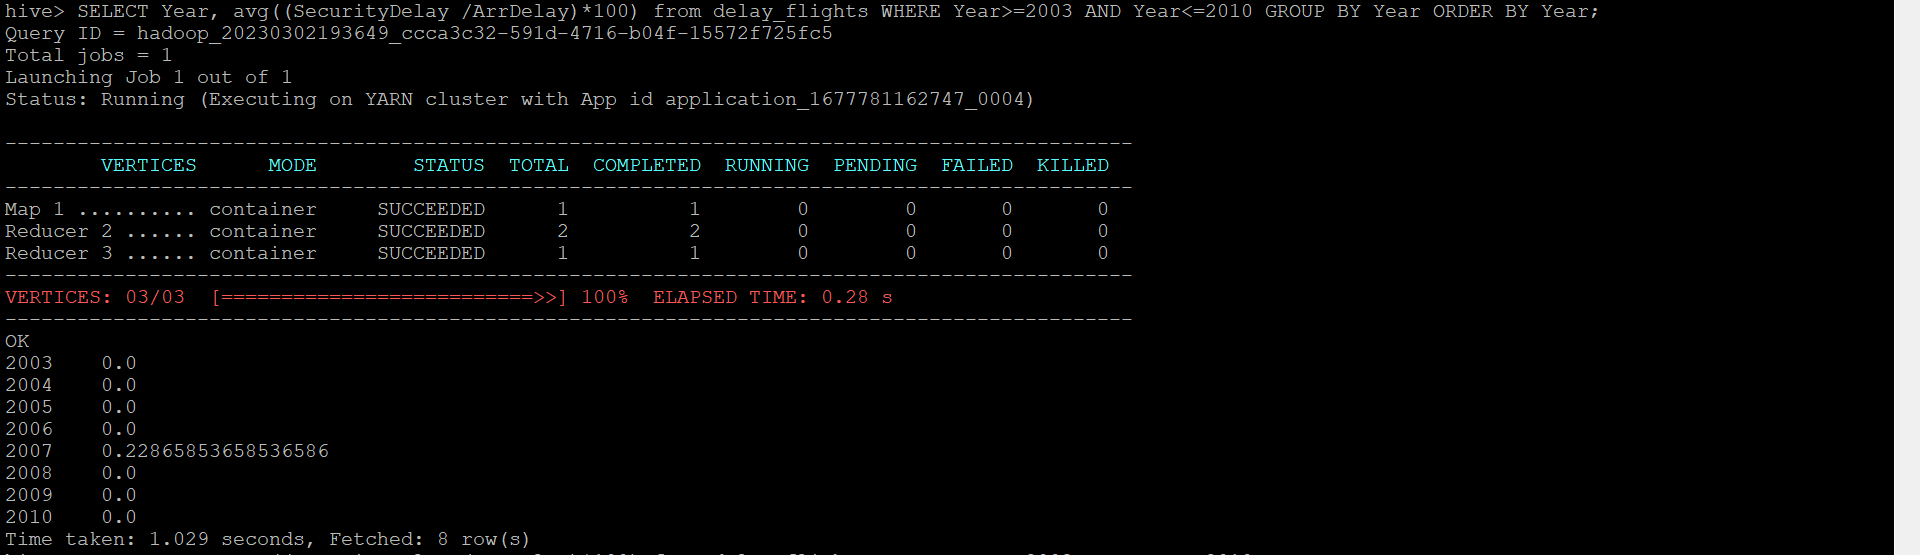 hive> SELECT Year, avg((SecurityDelay /ArrDelay)*100) from delay_flights WHERE Year>=2003 AND Year<=2010 GROUP BY Year ORDER BY Year;
Query ID = hadoop_20230302193649_ccca3c32-591d-4716-b04f-15572f725fc5
Total jobs = 1
Launching Job 1 out of 1
Status: Running (Executing on YARN cluster with App id application_1677781162747_0004)
----------------------------------------------------------------------------------------------
        VERTICES      MODE        STATUS  TOTAL  COMPLETED  RUNNING  PENDING  FAILED  KILLED
----------------------------------------------------------------------------------------------
Map 1 .......... container     SUCCEEDED      1          1        0        0       0       0
Reducer 2 ...... container     SUCCEEDED      2          2        0        0       0       0
Reducer 3 ...... container     SUCCEEDED      1          1        0        0       0       0
----------------------------------------------------------------------------------------------
VERTICES: 03/03  [==========================>>] 100%  ELAPSED TIME: 0.28 s
----------------------------------------------------------------------------------------------
OK
2003    0.0
2004    0.0
2005    0.0
2006    0.0
2007    0.22865853658536586
2008    0.0
2009    0.0
2010    0.0
Time taken: 1.029 seconds, Fetched: 8 row(s)